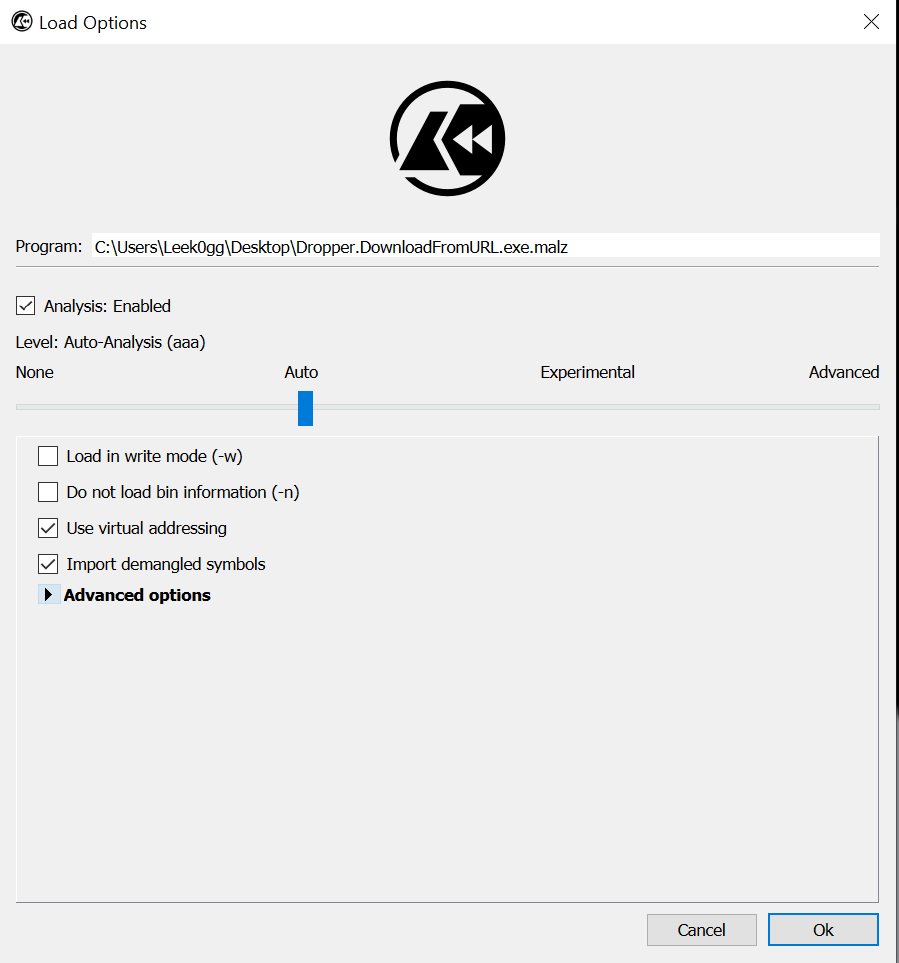 Load Options
Program: C:\Users\Leek0gg\Desktop\Dropper.DownloadFromURL.exe.malz
Analysis: Enabled
Level: Auto-Analysis (aaa)
None Auto Experimental Advanced
Load in write mode (-w)
Do not load bin information (-n)
Use virtual addressing
Import demangled symbols
Advanced options
Cancel Ok